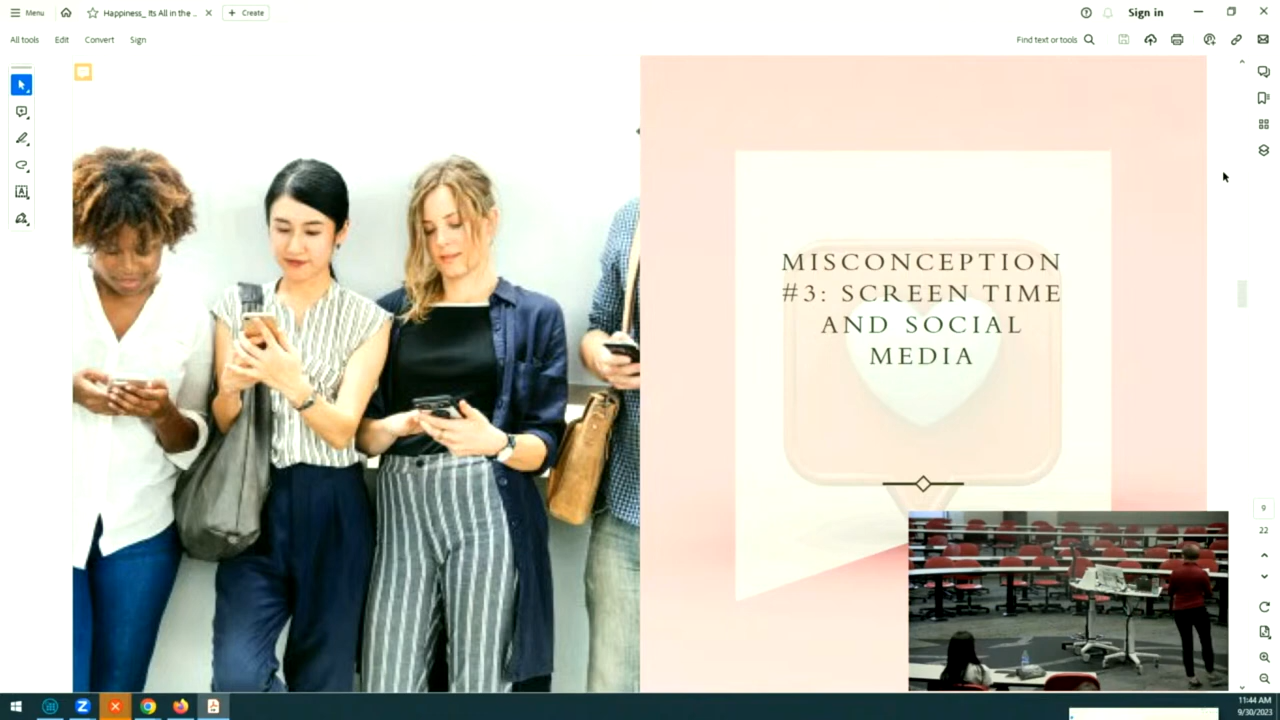 Menu
Happiness_ Its All in the ..
Create
Sign in
All tools
Edit
Convert
Sign
Find text or tools
MISCONCEPTION
#3: SCREEN TIME
AND SOCIAL
MEDIA
9
22
11:44 AM
9/30/2023